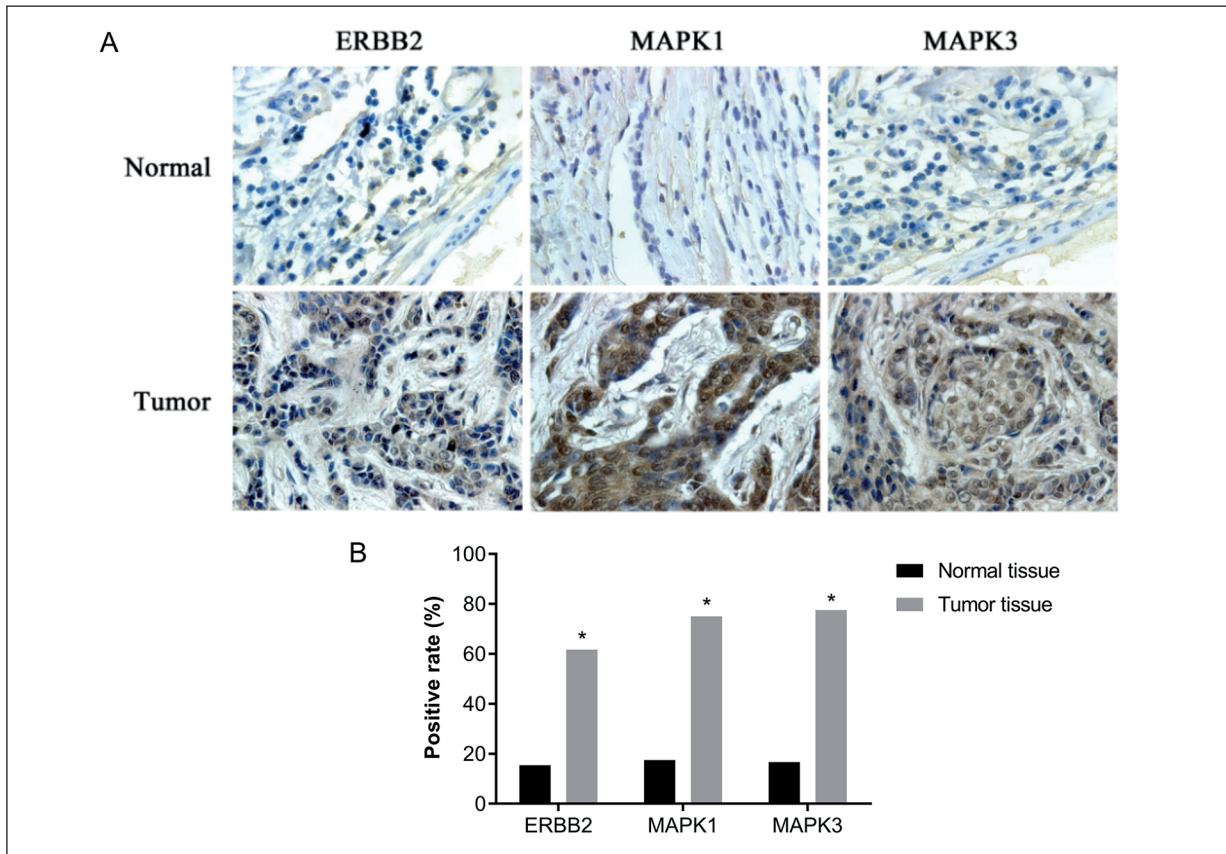 A
ERBB2 MAPK1 MAPK3
Normal
Tumor
B
Positive rate (%)
100
80
60
40
20
0
* * *
ERBB2 MAPK1 MAPK3
Normal tissue
Tumor tissue